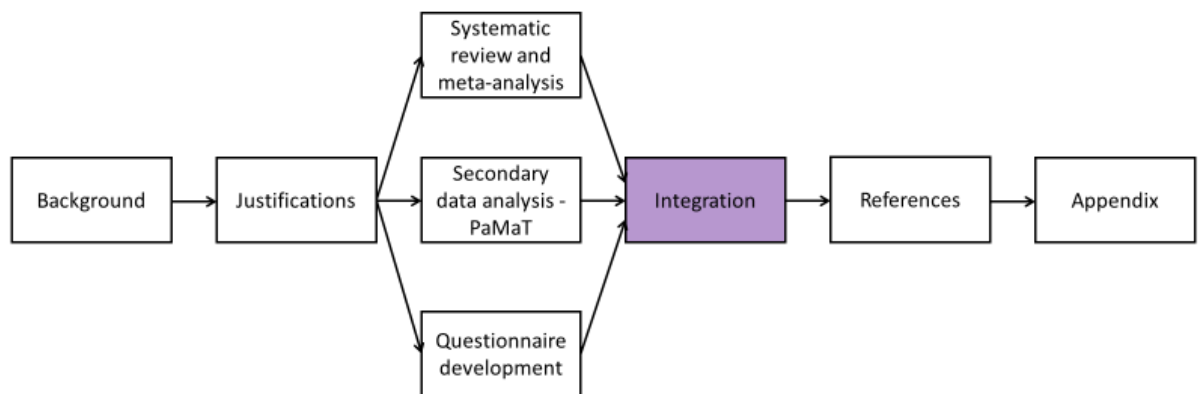 Background
Justifications
Systematic
review and
meta-analysis
Secondary
data analysis -
PaMaT
Questionnaire
development
Integration
References
Appendix